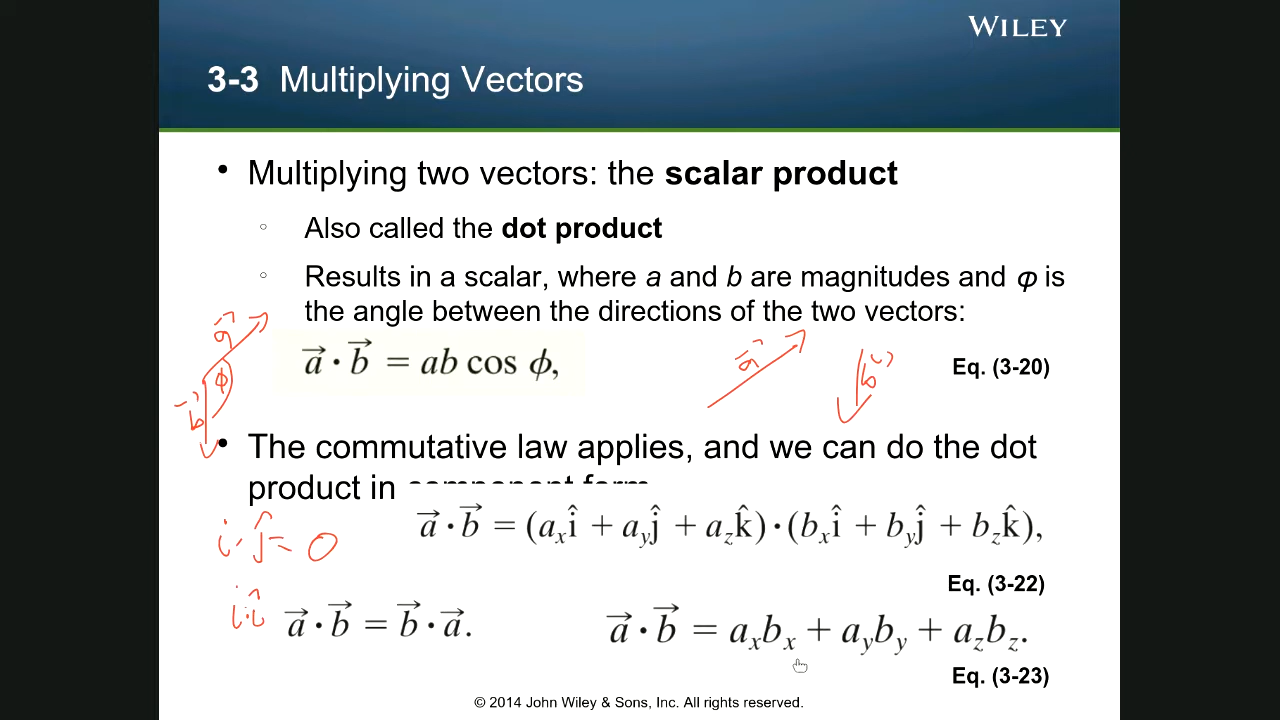 WILEY
3-3 Multiplying Vectors
• Multiplying two vectors: the scalar product
◦ Also called the dot product
◦ Results in a scalar, where a and b are magnitudes and φ is
the angle between the directions of the two vectors:
a⃗
a⃗ · b⃗ = ab cos ϕ,
ϕ
b⃗
a⃗
b⃗
Eq. (3-20)
• The commutative law applies, and we can do the dot
product in component form
i · ĵ = 0
a⃗ · b⃗ = (aₓî + a_yĵ + a_zk̂) · (bₓî + b_yĵ + b_zk̂),
Eq. (3-22)
i · î
a⃗ · b⃗ = b⃗ · a⃗.
a⃗ · b⃗ = aₓbₓ + a_yb_y + a_zb_z.
Eq. (3-23)
© 2014 John Wiley & Sons, Inc. All rights reserved.